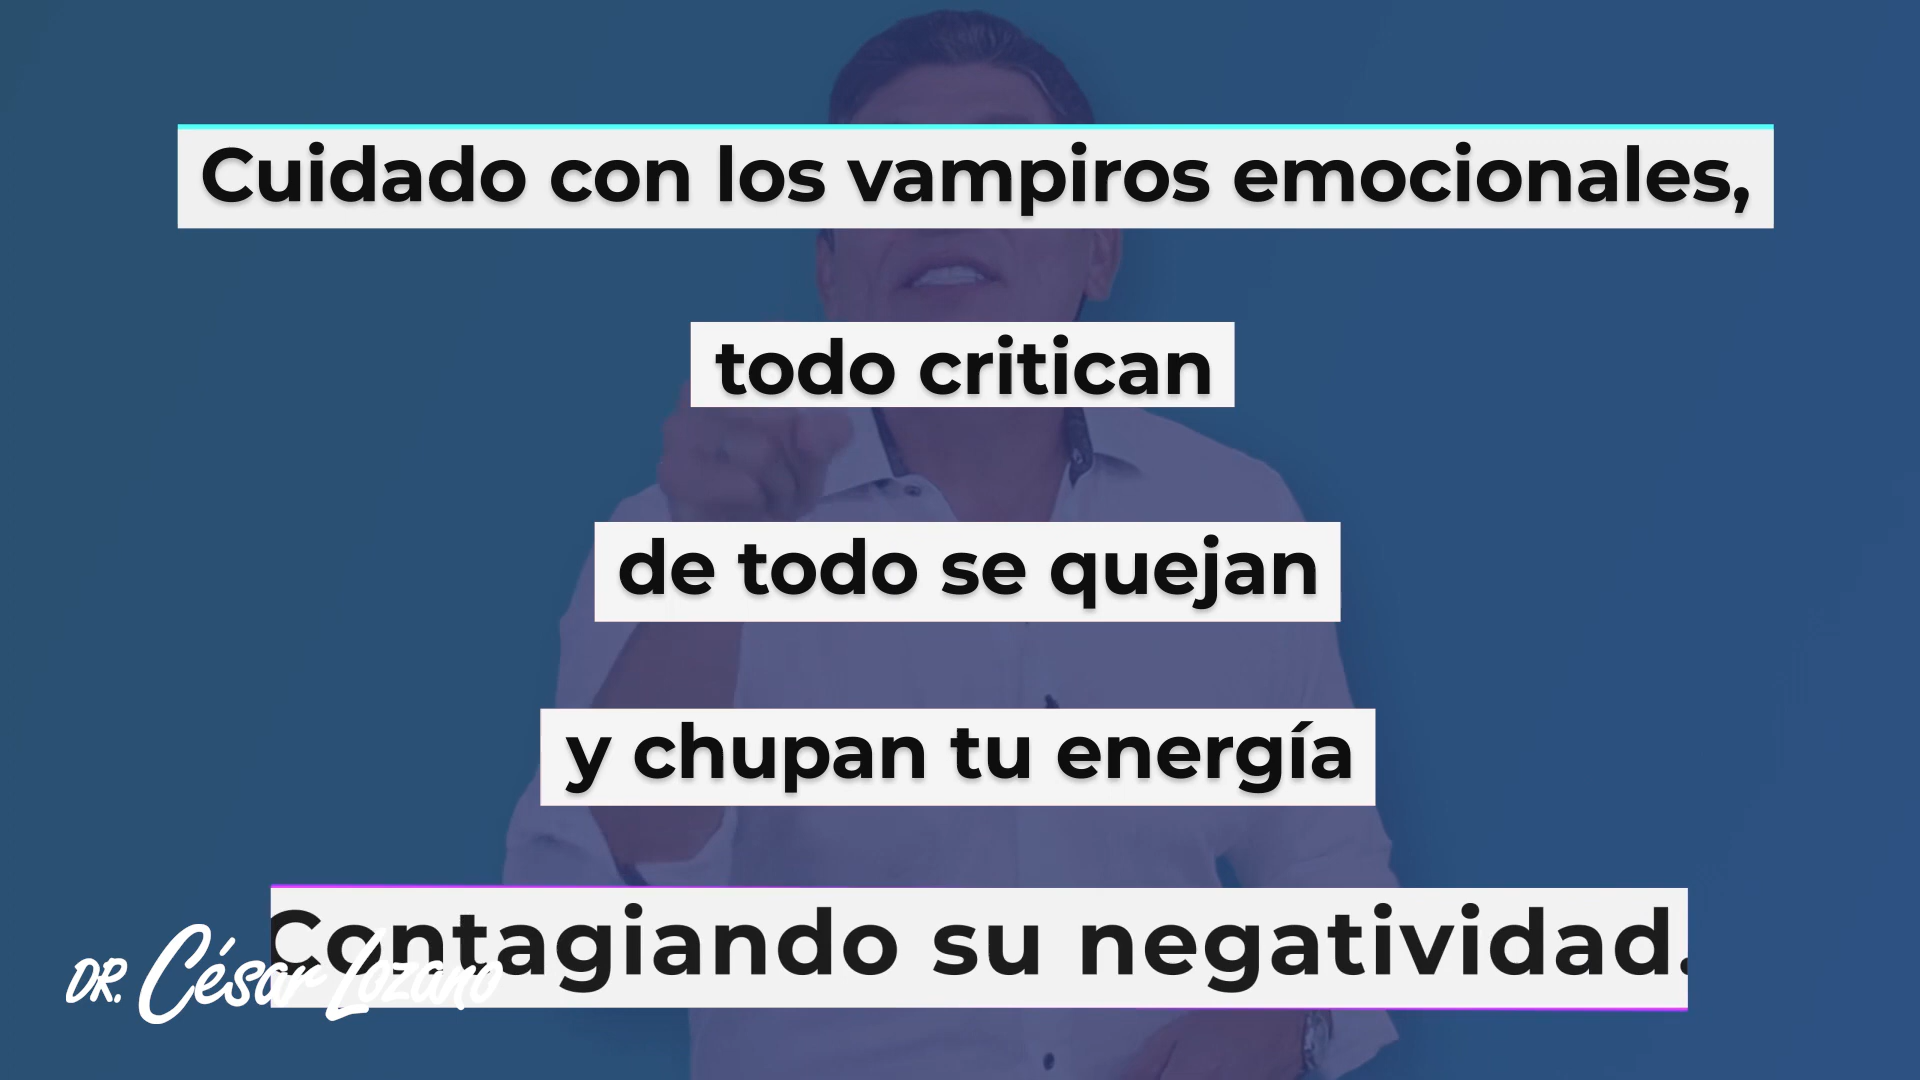 Cuidado con los vampiros emocionales,
todo critican
de todo se quejan
y chupan tu energía
Contagiando su negatividad.
DR. César Lozano